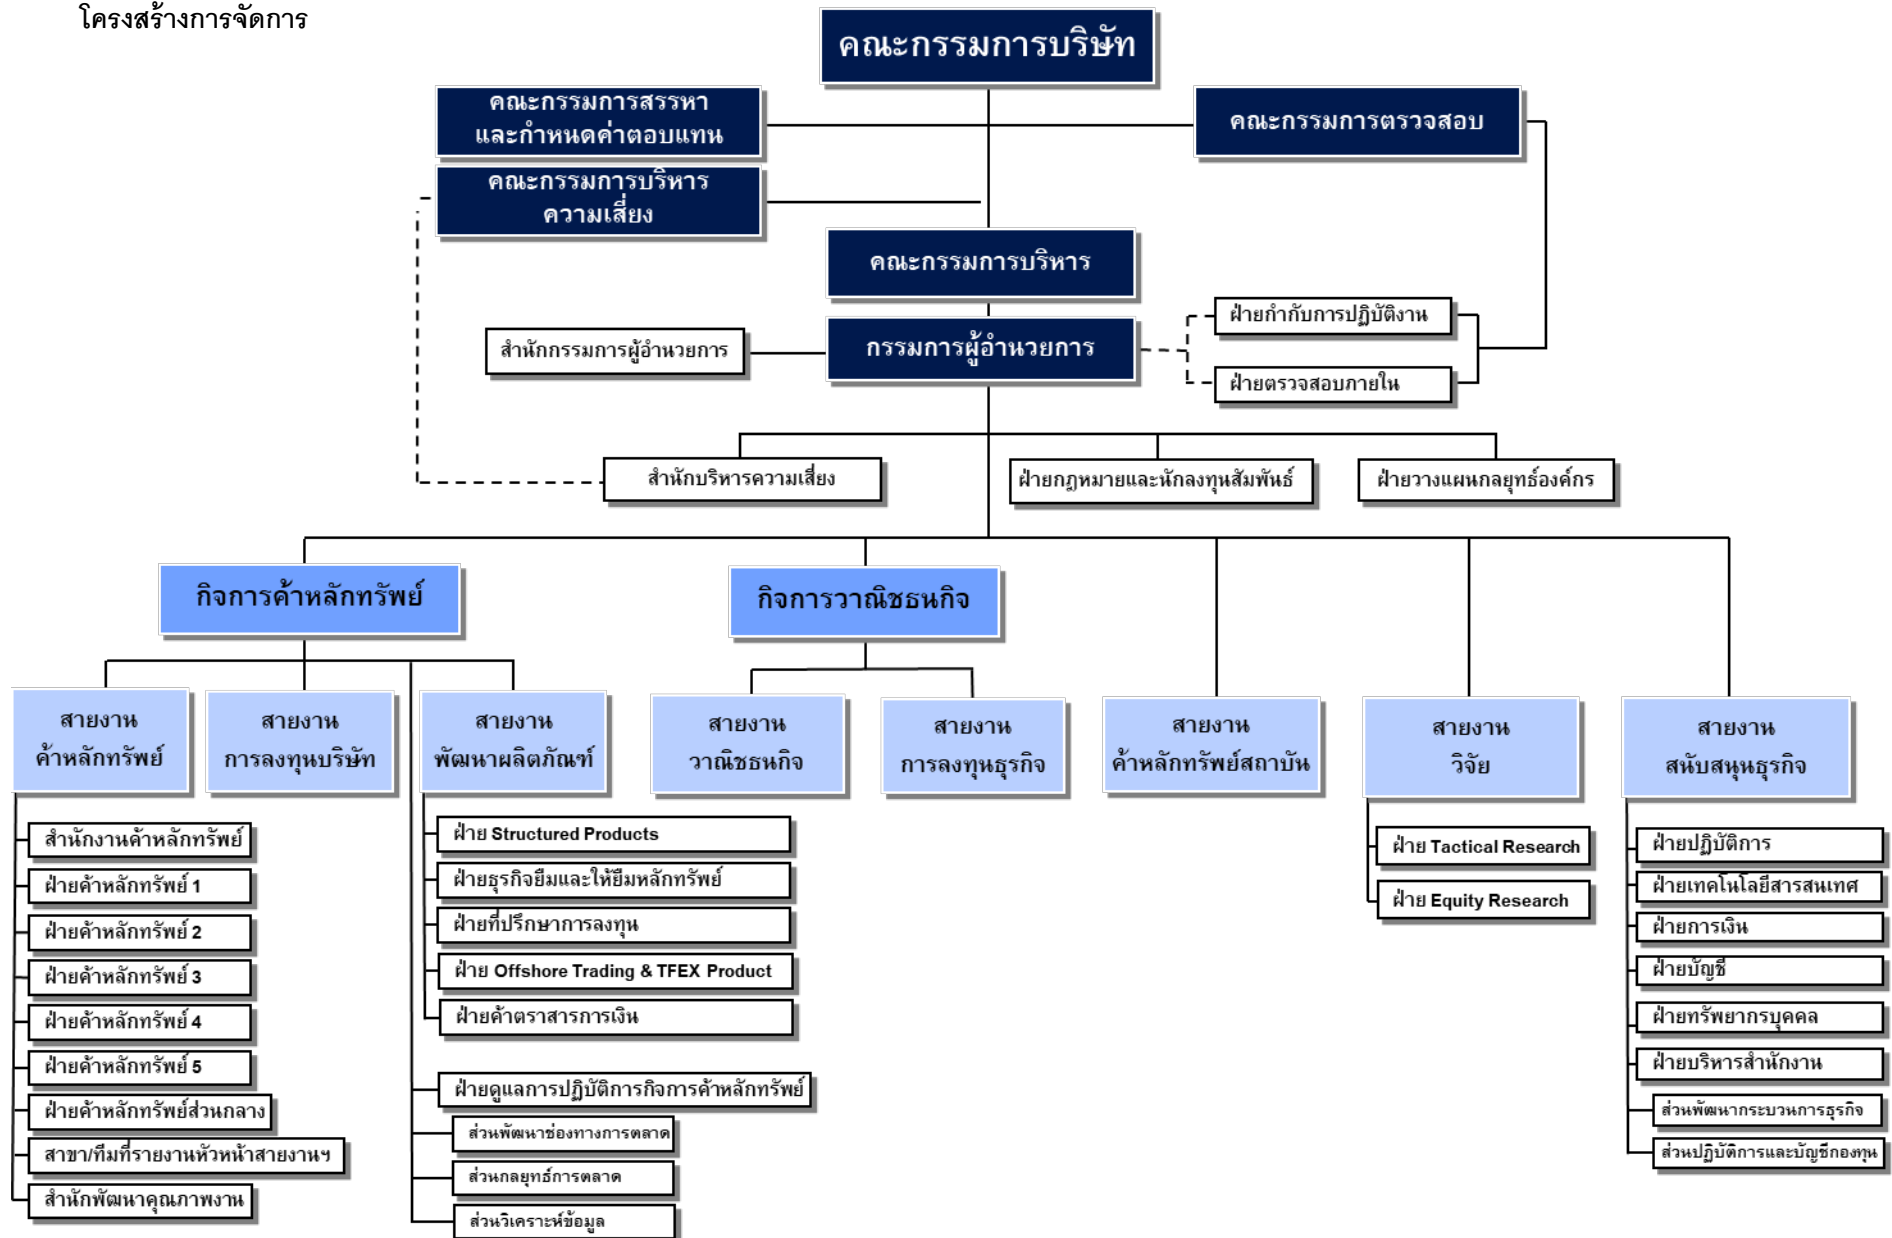 โครงสร้างการจัดการ
คณะกรรมการบริษัท
คณะกรรมการสรรหา
และกำหนดค่าตอบแทน
คณะกรรมการตรวจสอบ
คณะกรรมการบริหาร
ความเสี่ยง
คณะกรรมการบริหาร
ฝ่ายกำกับการปฏิบัติงาน
สำนักกรรมการผู้อำนวยการ
กรรมการผู้อำนวยการ
ฝ่ายตรวจสอบภายใน
สำนักบริหารความเสี่ยง
ฝ่ายกฎหมายและนักลงทุนสัมพันธ์
ฝ่ายวางแผนกลยุทธ์องค์กร
กิจการค้าหลักทรัพย์
กิจการวาณิชธนกิจ
สายงาน
ค้าหลักทรัพย์
สายงาน
การลงทุนบริษัท
สายงาน
พัฒนาผลิตภัณฑ์
สายงาน
วาณิชธนกิจ
สายงาน
การลงทุนธุรกิจ
สายงาน
ค้าหลักทรัพย์สถาบัน
สายงาน
วิจัย
สายงาน
สนับสนุนธุรกิจ
สำนักงานค้าหลักทรัพย์
ฝ่ายค้าหลักทรัพย์ 1
ฝ่ายค้าหลักทรัพย์ 2
ฝ่ายค้าหลักทรัพย์ 3
ฝ่ายค้าหลักทรัพย์ 4
ฝ่ายค้าหลักทรัพย์ 5
ฝ่ายค้าหลักทรัพย์ส่วนกลาง
สาขา/ทีมที่รายงานหัวหน้าสายงานฯ
สำนักพัฒนาคุณภาพงาน
ฝ่าย Structured Products
ฝ่ายธุรกิจยืมและให้ยืมหลักทรัพย์
ฝ่ายที่ปรึกษาการลงทุน
ฝ่าย Offshore Trading & TFEX Product
ฝ่ายค้าตราสารการเงิน
ฝ่ายดูแลการปฏิบัติการกิจการค้าหลักทรัพย์
ส่วนพัฒนาช่องทางการตลาด
ส่วนกลยุทธ์การตลาด
ส่วนวิเคราะห์ข้อมูล
ฝ่าย Tactical Research
ฝ่าย Equity Research
ฝ่ายปฏิบัติการ
ฝ่ายเทคโนโลยีสารสนเทศ
ฝ่ายการเงิน
ฝ่ายบัญชี
ฝ่ายทรัพยากรบุคคล
ฝ่ายบริหารสำนักงาน
ส่วนพัฒนากระบวนการธุรกิจ
ส่วนปฏิบัติการและบัญชีกองทุน